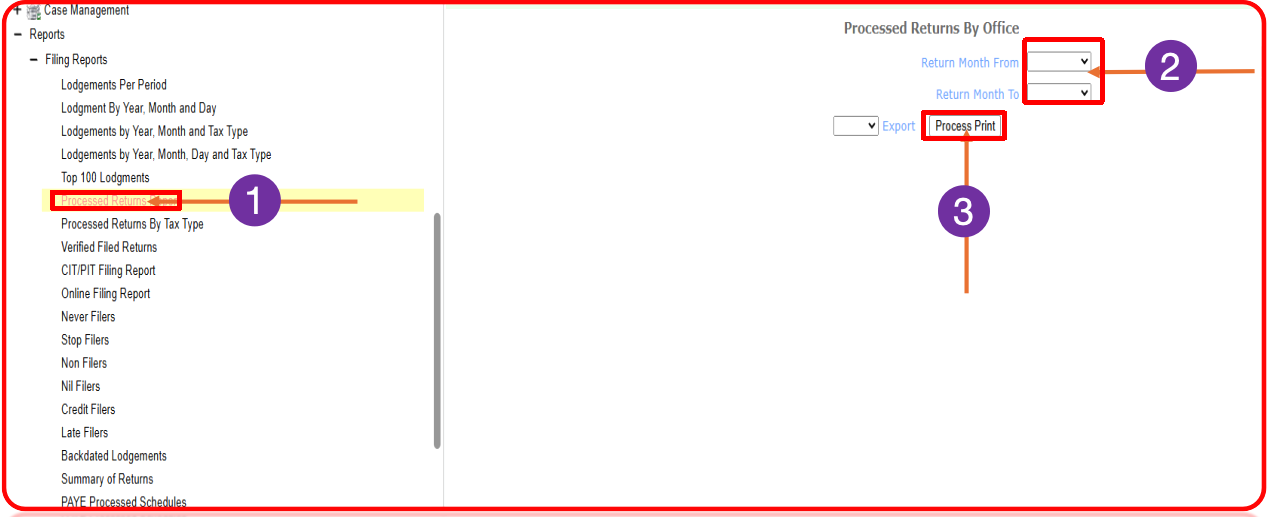 Case Management
Reports
Filing Reports
Lodgements Per Period
Lodgment By Year, Month and Day
Lodgements by Year, Month and Tax Type
Lodgements by Year, Month, Day and Tax Type
Top 100 Lodgments
Processed Returns
1
Processed Returns By Tax Type
Verified Filed Returns
CIT/PIT Filing Report
Online Filing Report
Never Filers
Stop Filers
Non Filers
Nil Filers
Credit Filers
Late Filers
Backdated Lodgements
Summary of Returns
PAYE Processed Schedules
Processed Returns By Office
Return Month From
2
Return Month To
Export
Process Print
3